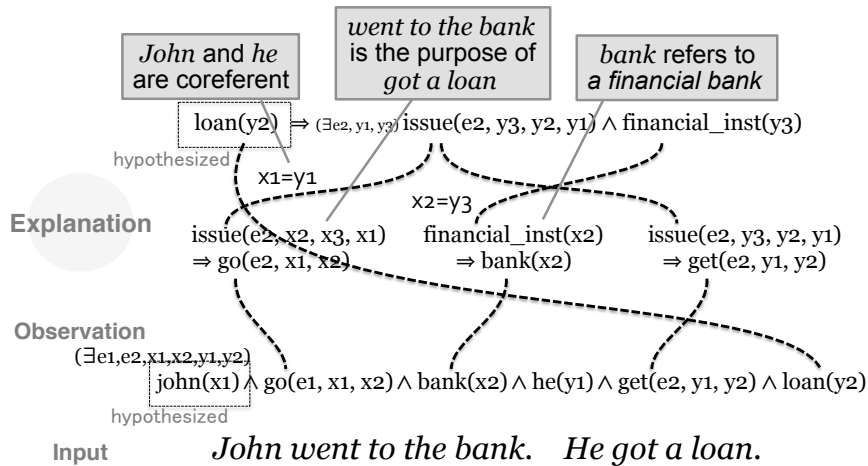 John and he
are coreferent
went to the bank
is the purpose of
got a loan
bank refers to
a financial bank
loan(y2) ⇒ (∃e2, y1, y3) issue(e2, y3, y2, y1) ∧ financial_inst(y3)
hypothesized
x1=y1
x2=y3
Explanation
issue(e2, x2, x3, x1)
⇒ go(e2, x1, x2)
financial_inst(x2)
⇒ bank(x2)
issue(e2, y3, y2, y1)
⇒ get(e2, y1, y2)
Observation
(∃e1,e2,x1,x2,y1,y2)
john(x1) ∧ go(e1, x1, x2) ∧ bank(x2) ∧ he(y1) ∧ get(e2, y1, y2) ∧ loan(y2)
hypothesized
Input
John went to the bank. He got a loan.